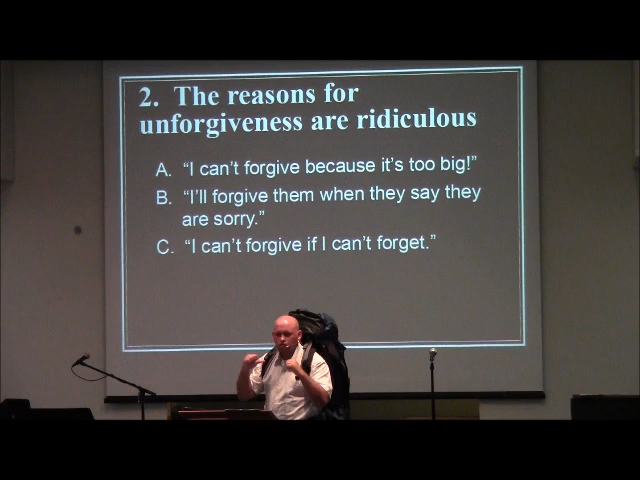 2. The reasons for
unforgiveness are ridiculous
A. “I can’t forgive because it’s too big!”
B. “I’ll forgive them when they say they
are sorry.”
C. “I can’t forgive if I can’t forget.”